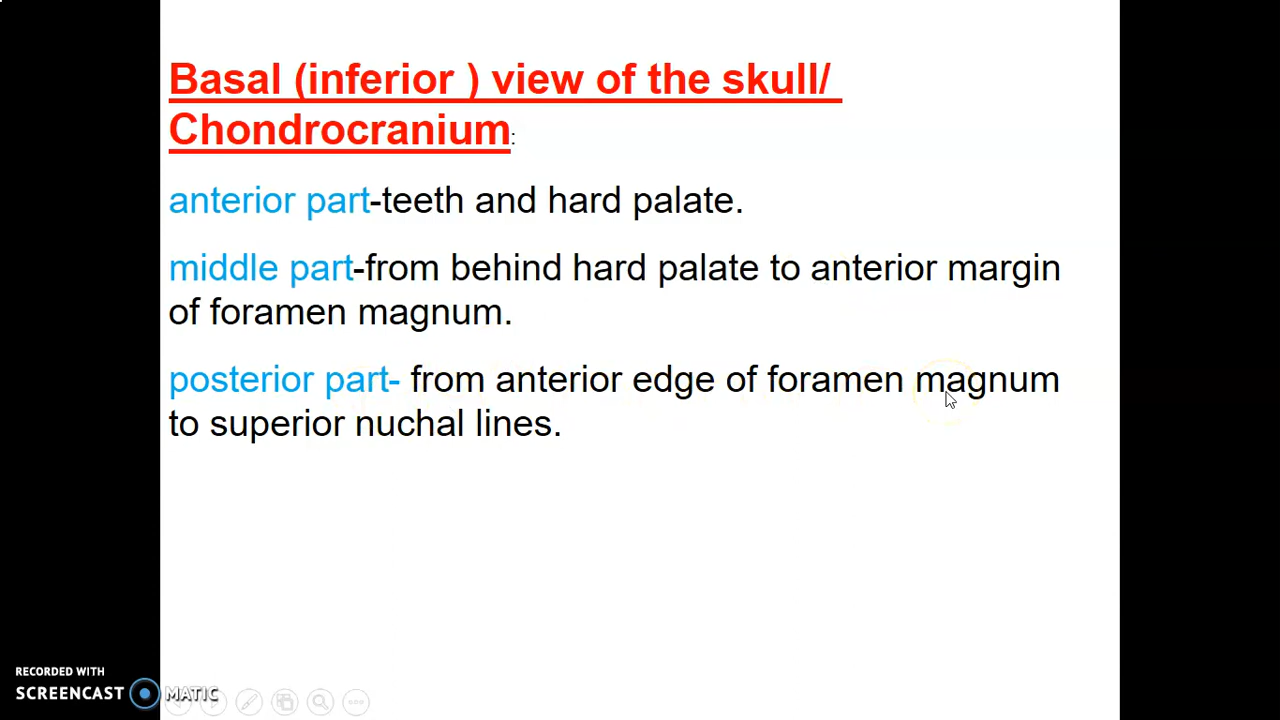 Basal (inferior ) view of the skull/
Chondrocranium:
anterior part-teeth and hard palate.
middle part-from behind hard palate to anterior margin
of foramen magnum.
posterior part- from anterior edge of foramen magnum
to superior nuchal lines.
RECORDED WITH
SCREENCAST MATIC